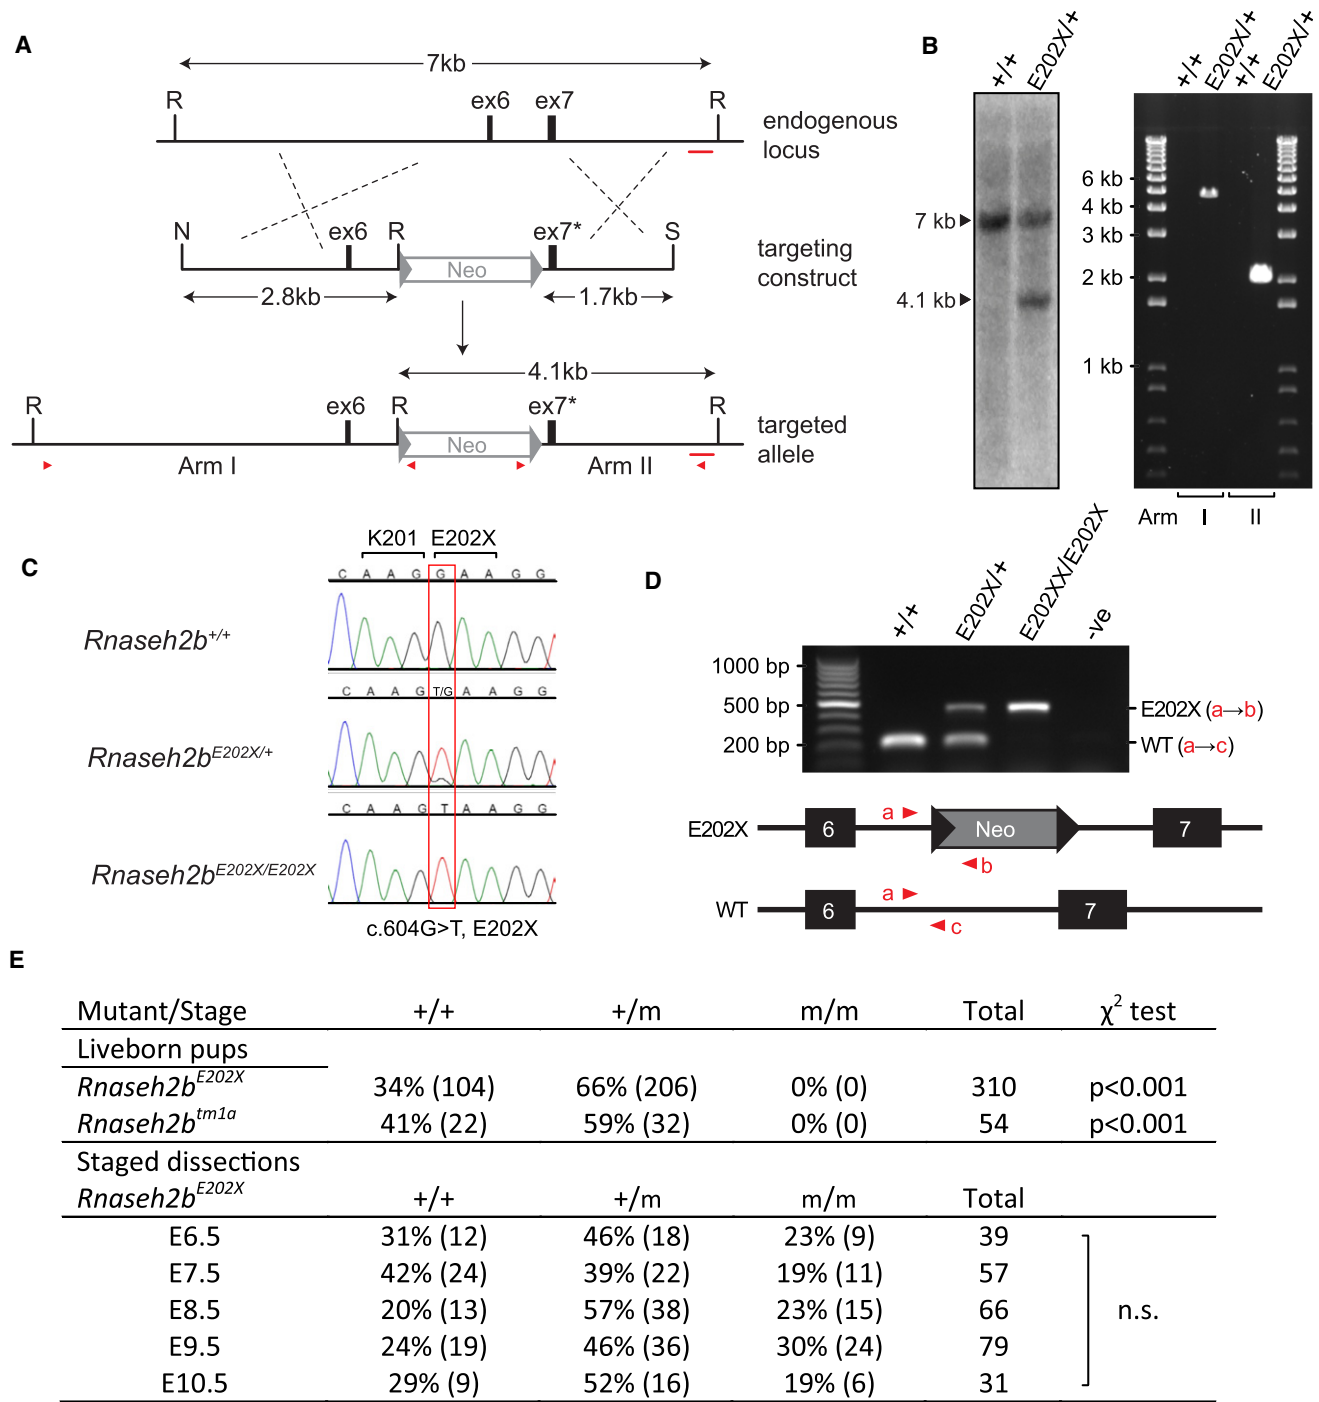 A
7kb
R
ex6
ex7
R
endogenous
locus
N
ex6
R
ex7*
S
Neo
targeting
construct
2.8kb
1.7kb
4.1kb
R
ex6
R
ex7*
R
Neo
targeted
allele
Arm I
Arm II
B
+/+
E202X/+
7 kb
4.1 kb
+/+
E202X/+
+/+
E202X/+
6 kb
4 kb
3 kb
2 kb
1 kb
Arm I II
C
K201 E202X
C A A G G A A G G
Rnaseh2b+/+
C A A G T/G A A G G
Rnaseh2bE202X/+
C A A G T A A G G
Rnaseh2bE202X/E202X
c.604G>T, E202X
D
+/+
E202X/+
E202XX/E202X
-ve
1000 bp
500 bp
200 bp
E202X (a→b)
WT (a→c)
a
E202X 6 Neo 7
b
a
WT 6 7
c
E
Mutant/Stage +/+ +/m m/m Total χ2 test
Liveborn pups
Rnaseh2bE202X 34% (104) 66% (206) 0% (0) 310 p<0.001
Rnaseh2btm1a 41% (22) 59% (32) 0% (0) 54 p<0.001
Staged dissections
Rnaseh2bE202X +/+ +/m m/m Total
E6.5 31% (12) 46% (18) 23% (9) 39
E7.5 42% (24) 39% (22) 19% (11) 57
E8.5 20% (13) 57% (38) 23% (15) 66 n.s.
E9.5 24% (19) 46% (36) 30% (24) 79
E10.5 29% (9) 52% (16) 19% (6) 31